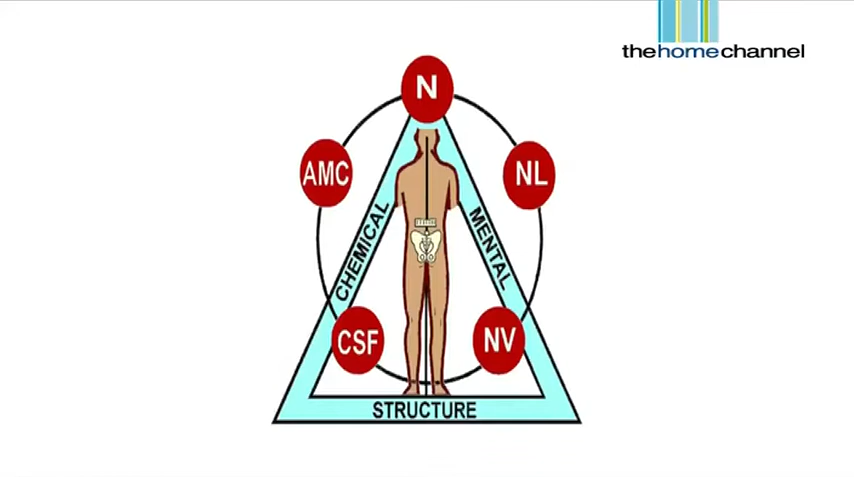 thehomechannel
N
AMC
NL
CHEMICAL
MENTAL
CSF
NV
STRUCTURE